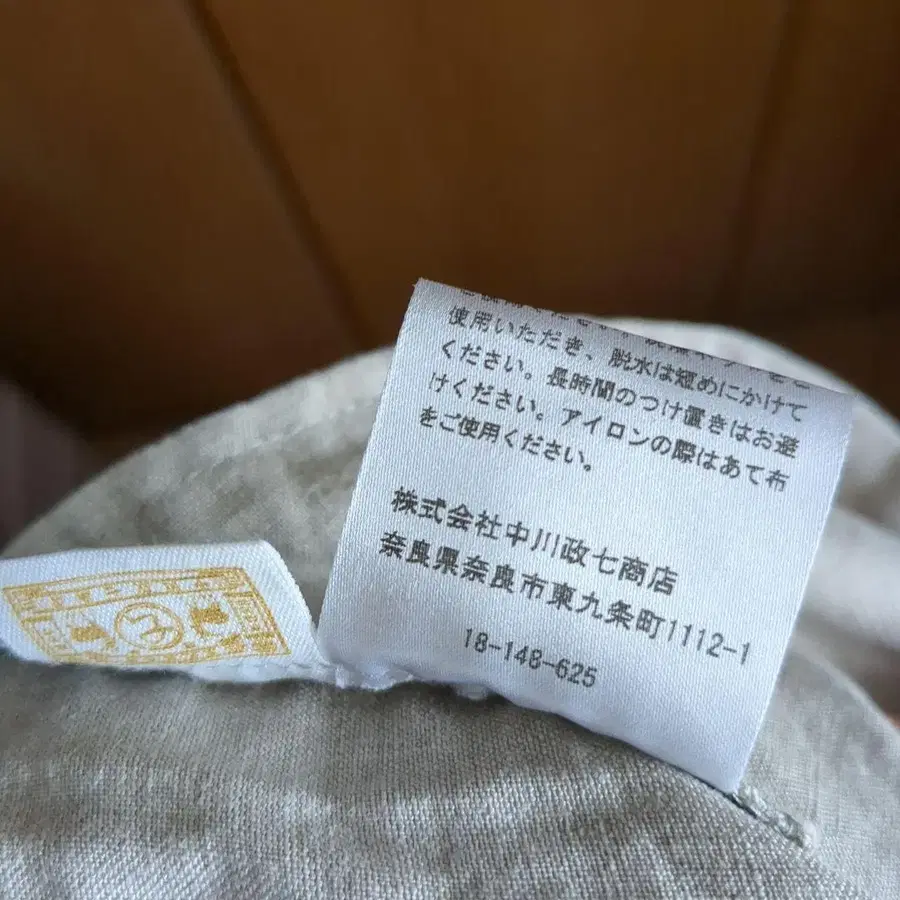 使用いただき、脱水は短めにかけて
ください。長時間のつけ置きはお避
けください。アイロンの際はあて布
をご使用ください。
株式会社中川政七商店
奈良県奈良市東九条町1112-1
18-148-625